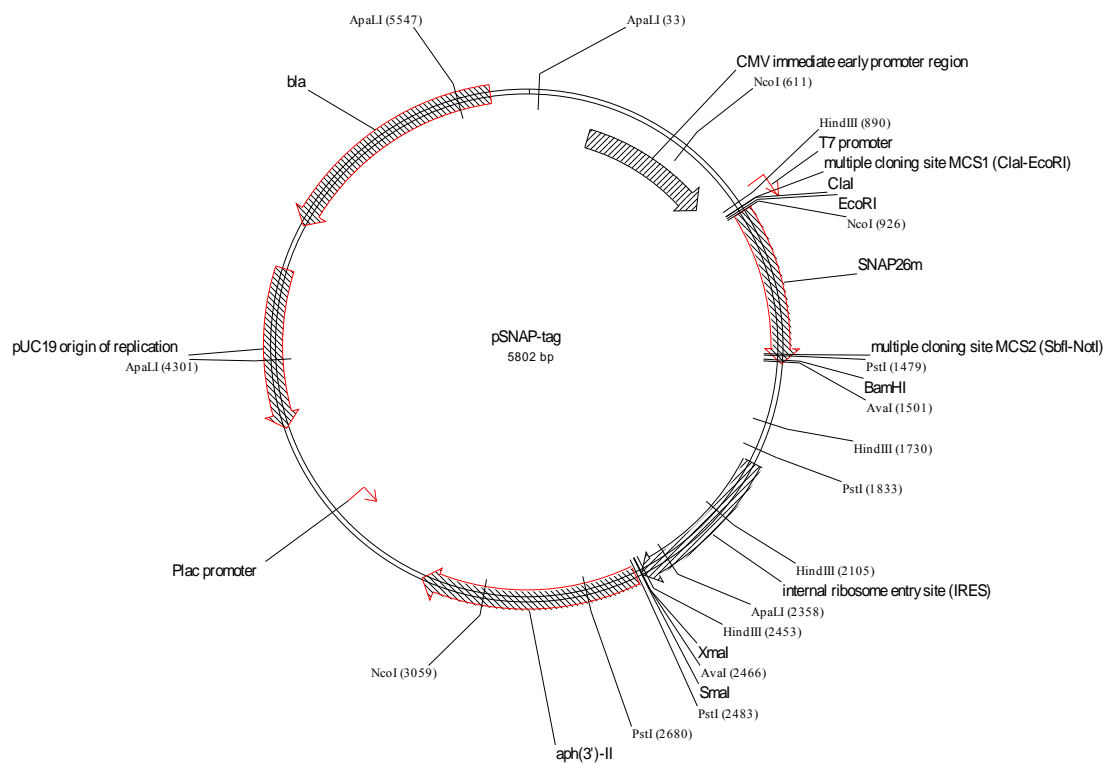 ApaLI (5547)
ApaLI (33)
CMV immediate early promoter region
NcoI (611)
bla
HindIII (890)
T7 promoter
multiple cloning site MCS1 (ClaI-EcoRI)
ClaI
EcoRI
NcoI (926)
SNAP26m
pSNAP-tag
5802 bp
pUC19 origin of replication
ApaLI (4301)
multiple cloning site MCS2 (SbfI-NotI)
PstI (1479)
BamHI
AvaI (1501)
HindIII (1730)
PstI (1833)
Plac promoter
HindIII (2105)
internal ribosome entry site (IRES)
ApaLI (2358)
HindIII (2453)
XmaI
AvaI (2466)
SmaI
PstI (2483)
NcoI (3059)
PstI (2680)
aph(3')-II